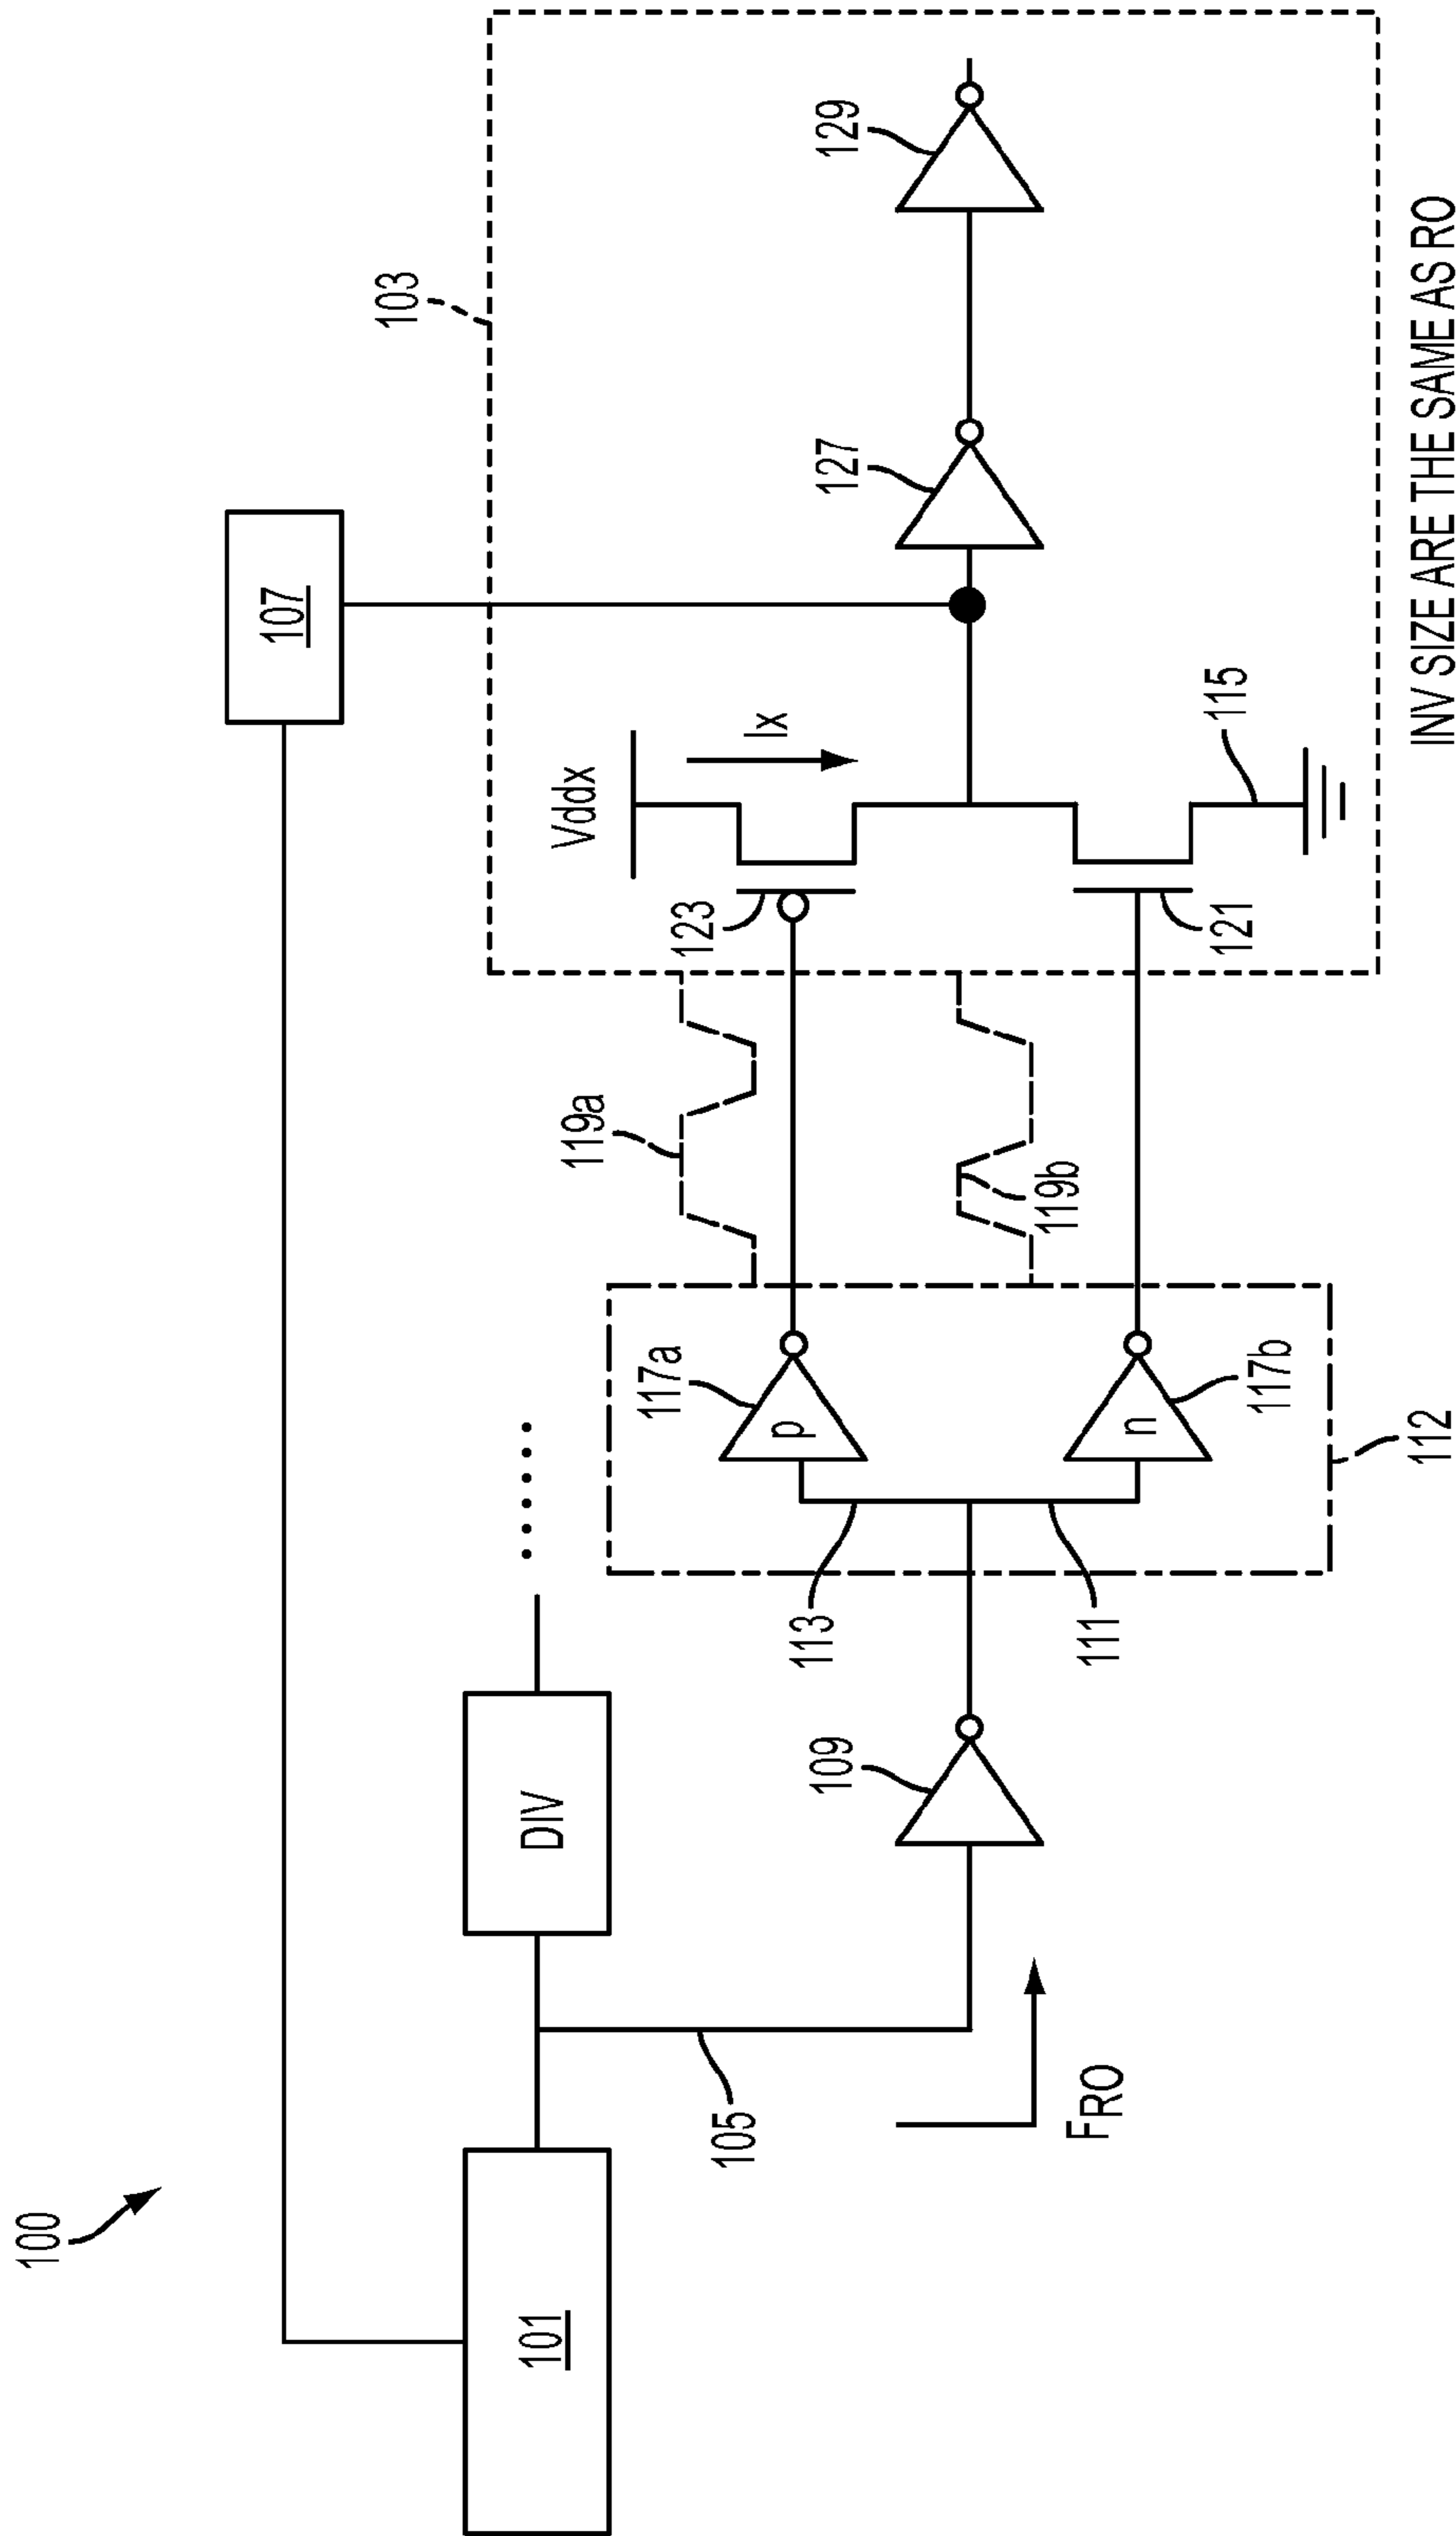 100
101
DIV
......
105
FRO
109
107
103
112
113
111
117a
p
117b
n
119a
119b
Vddx
Ix
123
121
115
127
129
INV SIZE ARE THE SAME AS RO